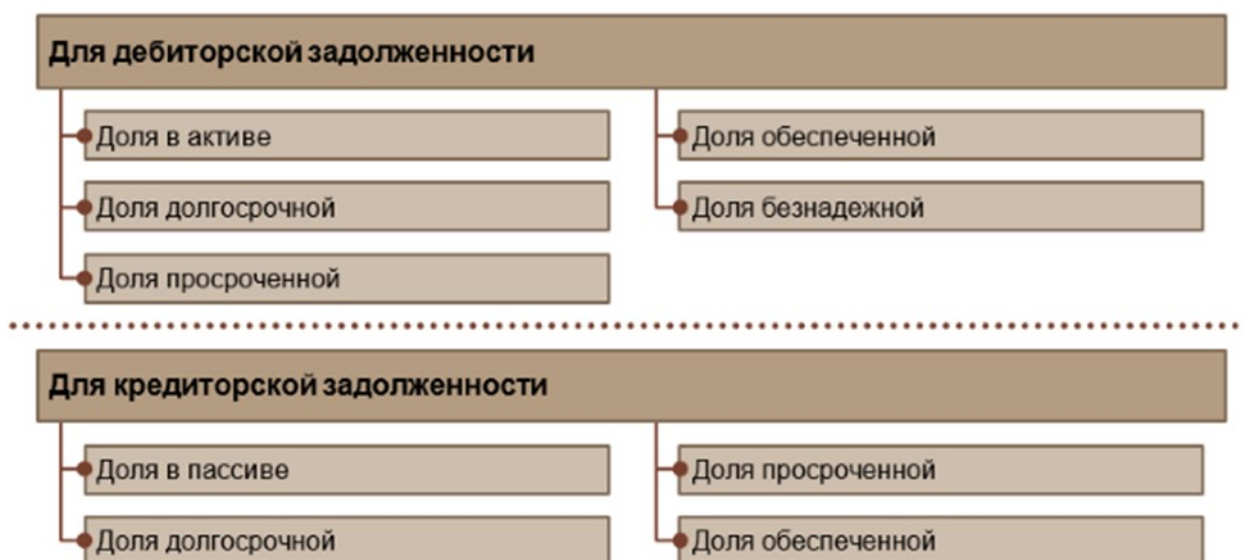 Для дебиторской задолженности
Доля в активе
Доля долгосрочной
Доля просроченной
Доля обеспеченной
Доля безнадежной
Для кредиторской задолженности
Доля в пассиве
Доля долгосрочной
Доля просроченной
Доля обеспеченной